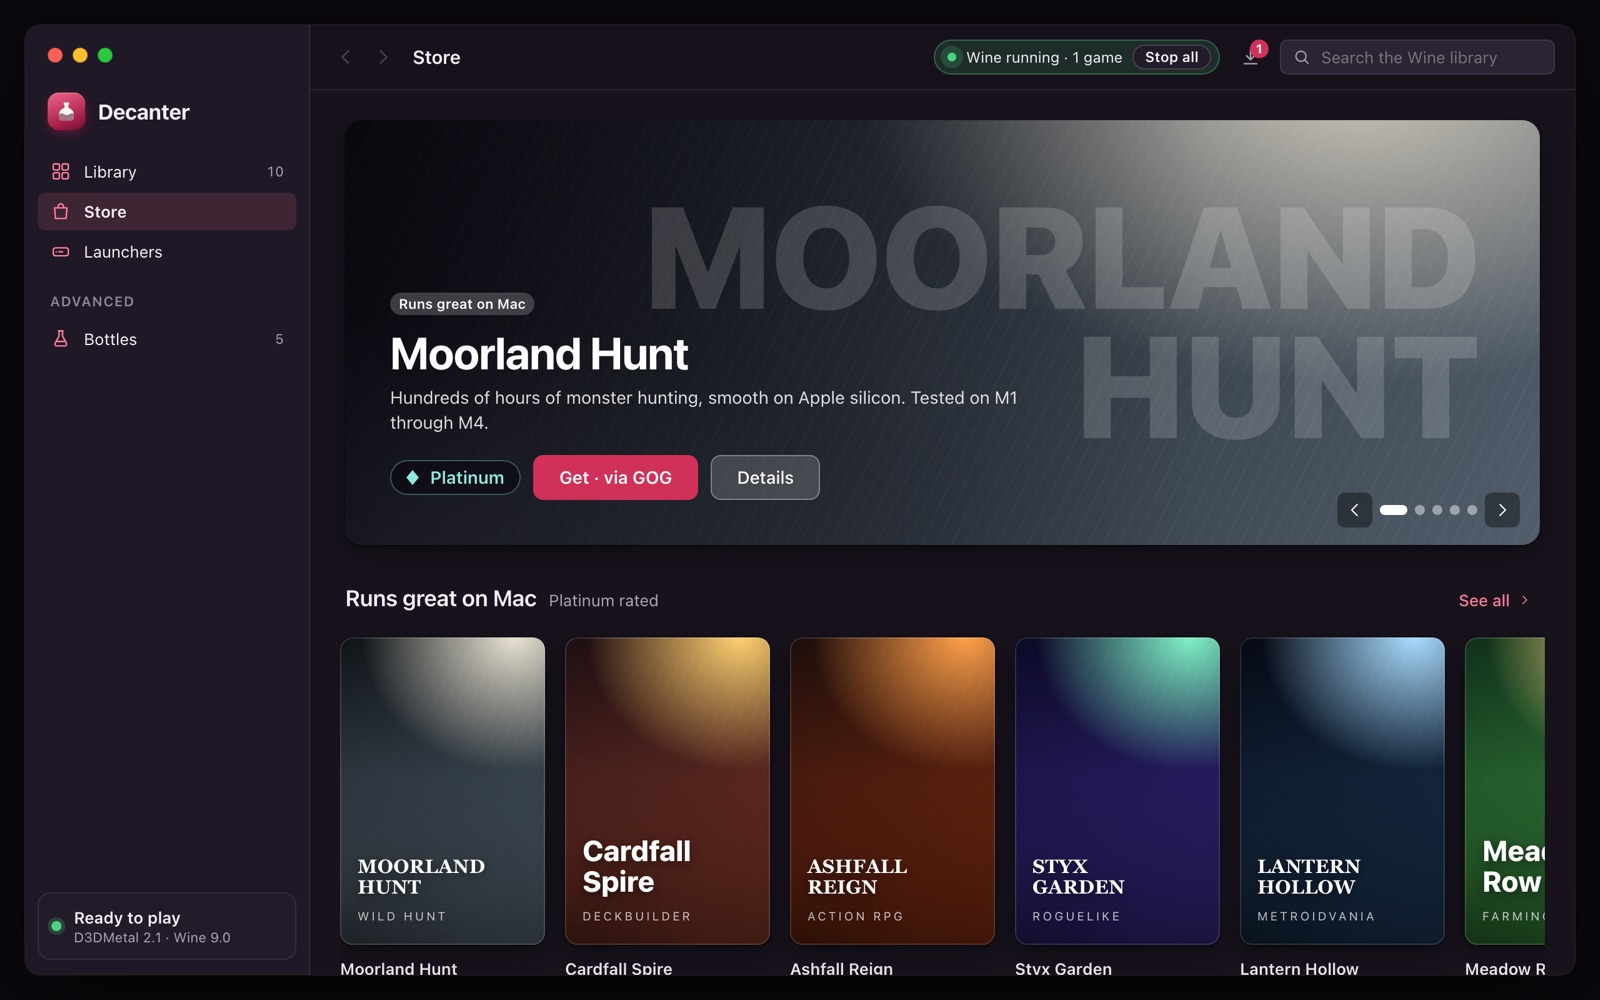 Decanter
Library 10
Store
Launchers
ADVANCED
Bottles 5
Ready to play
D3DMetal 2.1 · Wine 9.0
Store
Wine running · 1 game Stop all
1
Search the Wine library
MOORLAND
HUNT
Runs great on Mac
Moorland Hunt
Hundreds of hours of monster hunting, smooth on Apple silicon. Tested on M1
through M4.
Platinum
Get · via GOG
Details
Runs great on Mac Platinum rated
See all
MOORLAND
HUNT
WILD HUNT
Moorland Hunt
Cardfall
Spire
DECKBUILDER
Cardfall Spire
ASHFALL
REIGN
ACTION RPG
Ashfall Reign
STYX
GARDEN
ROGUELIKE
Styx Garden
LANTERN
HOLLOW
METROIDVANIA
Lantern Hollow
Mead
Row
FARMING
Meadow R